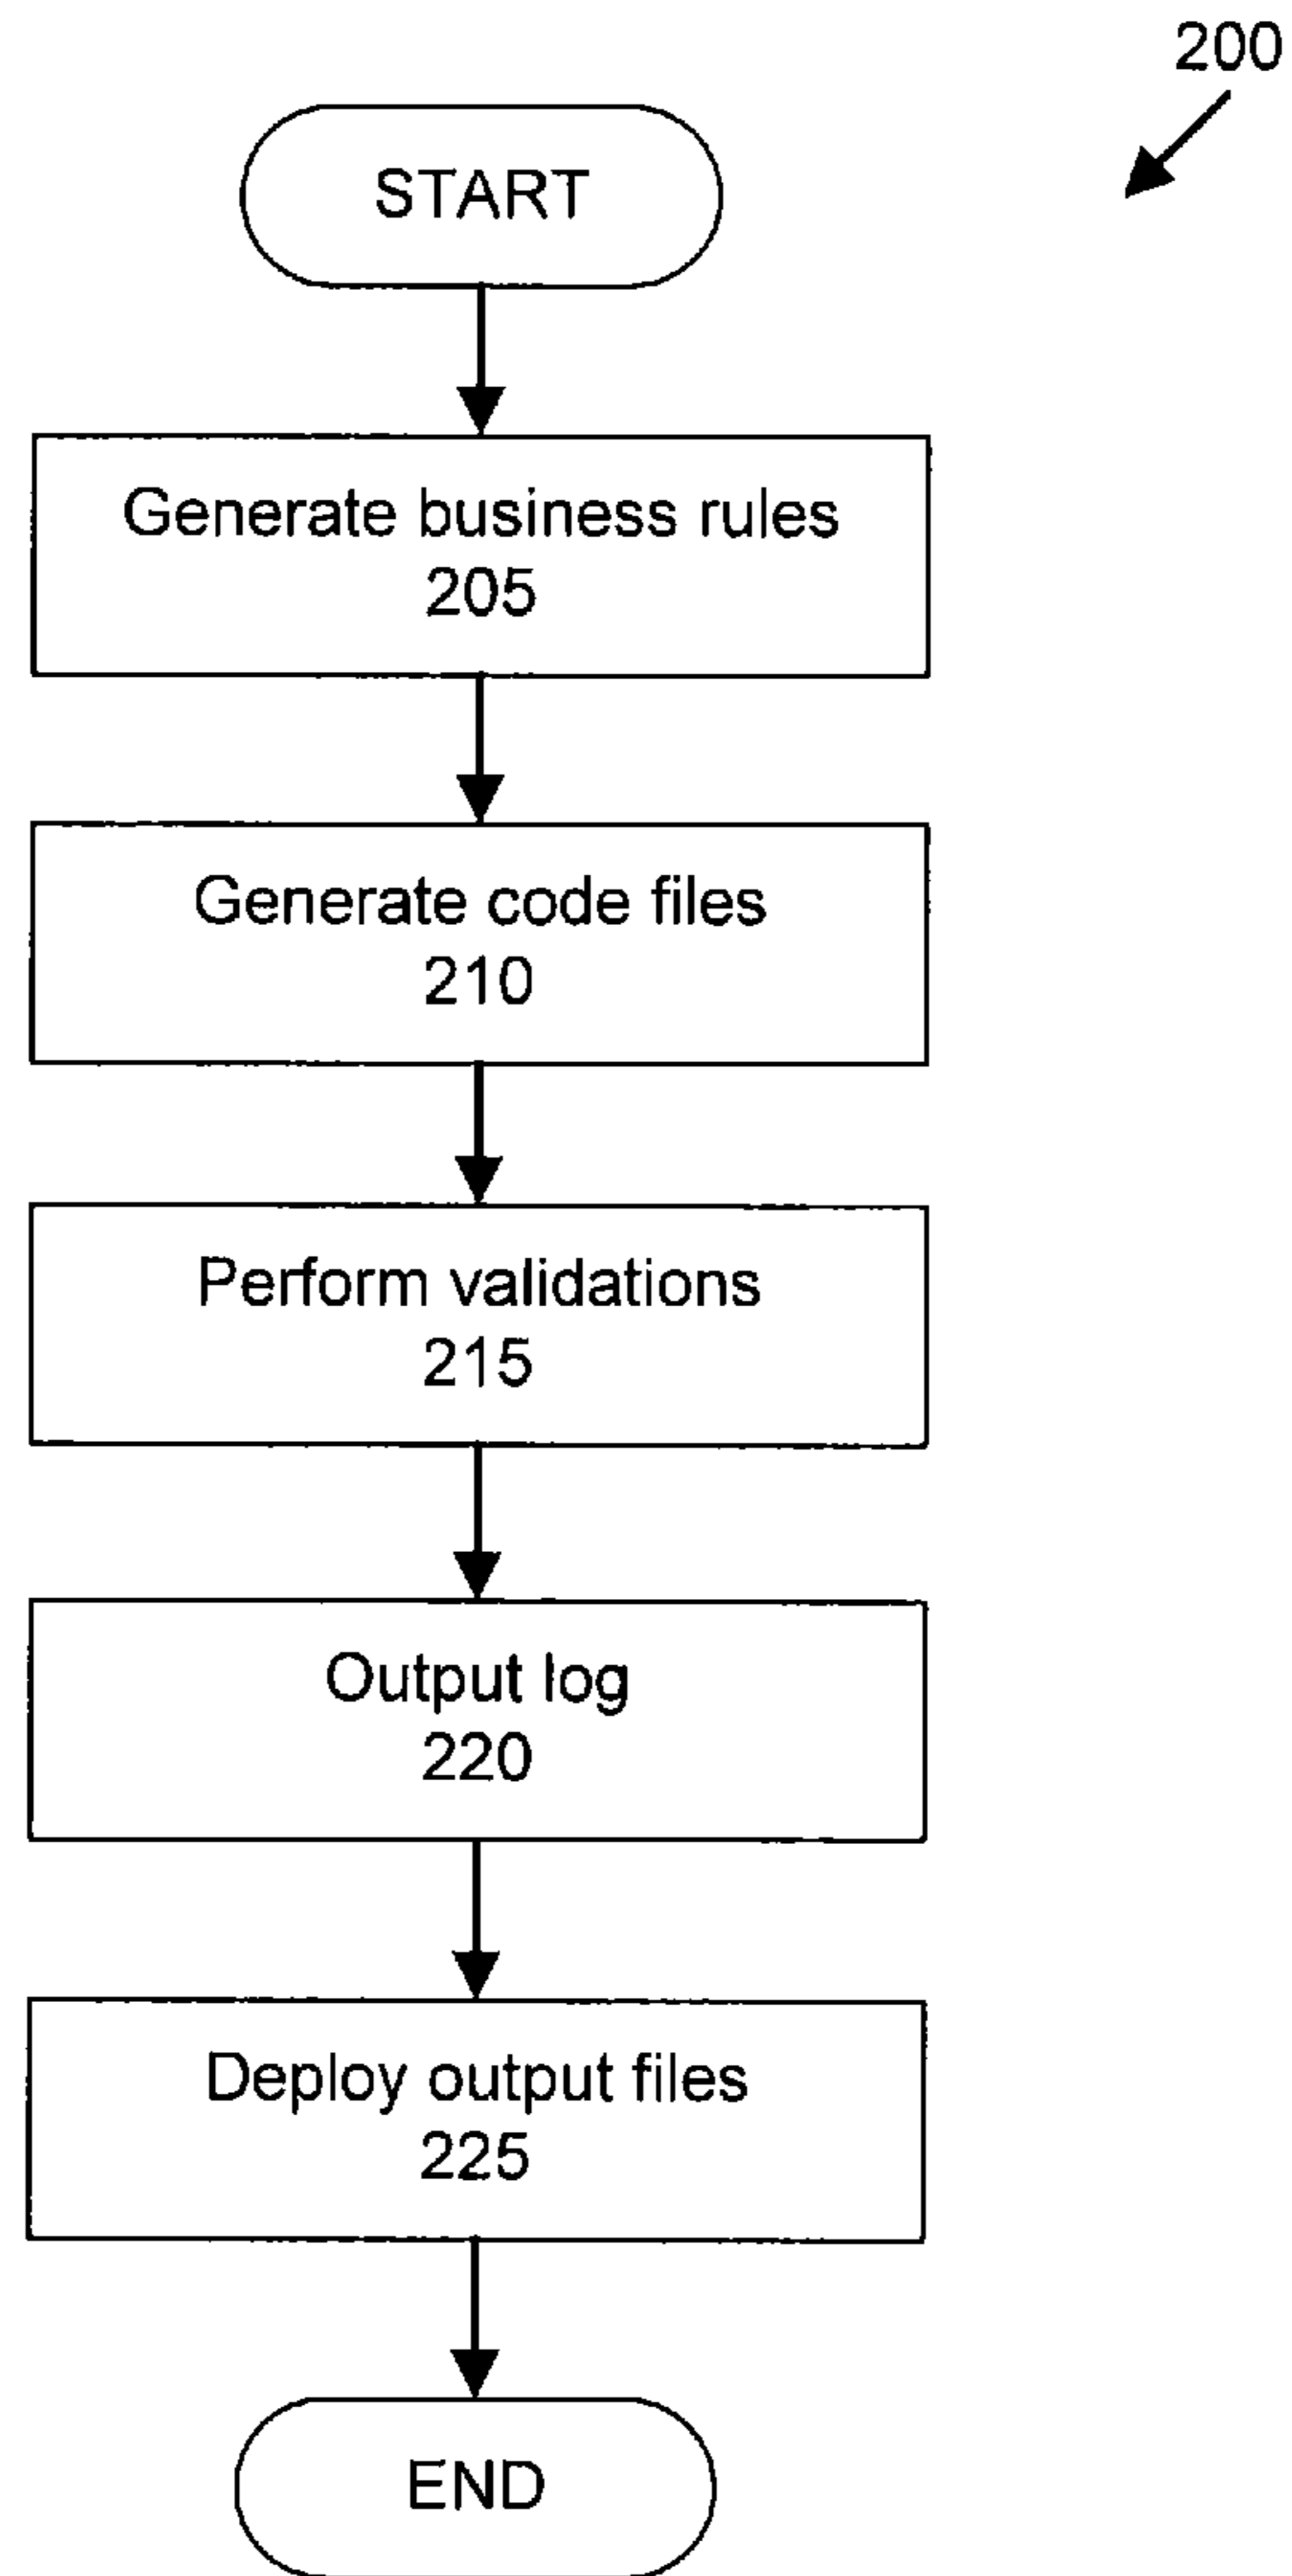 200
START
Generate business rules
205
Generate code files
210
Perform validations
215
Output log
220
Deploy output files
225
END